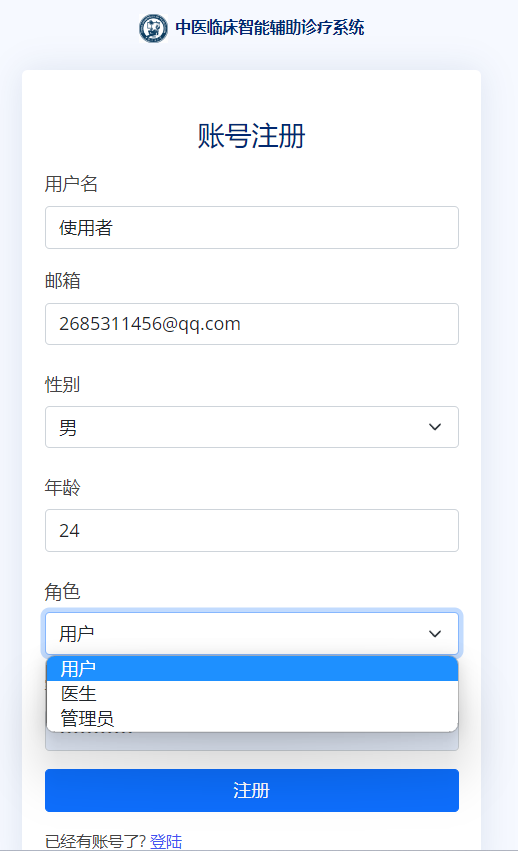 中医临床智能辅助诊疗系统
账号注册
用户名
使用者
邮箱
2685311456@qq.com
性别
男
年龄
24
角色
用户
用户
医生
管理员
注册
已经有账号了? 登陆